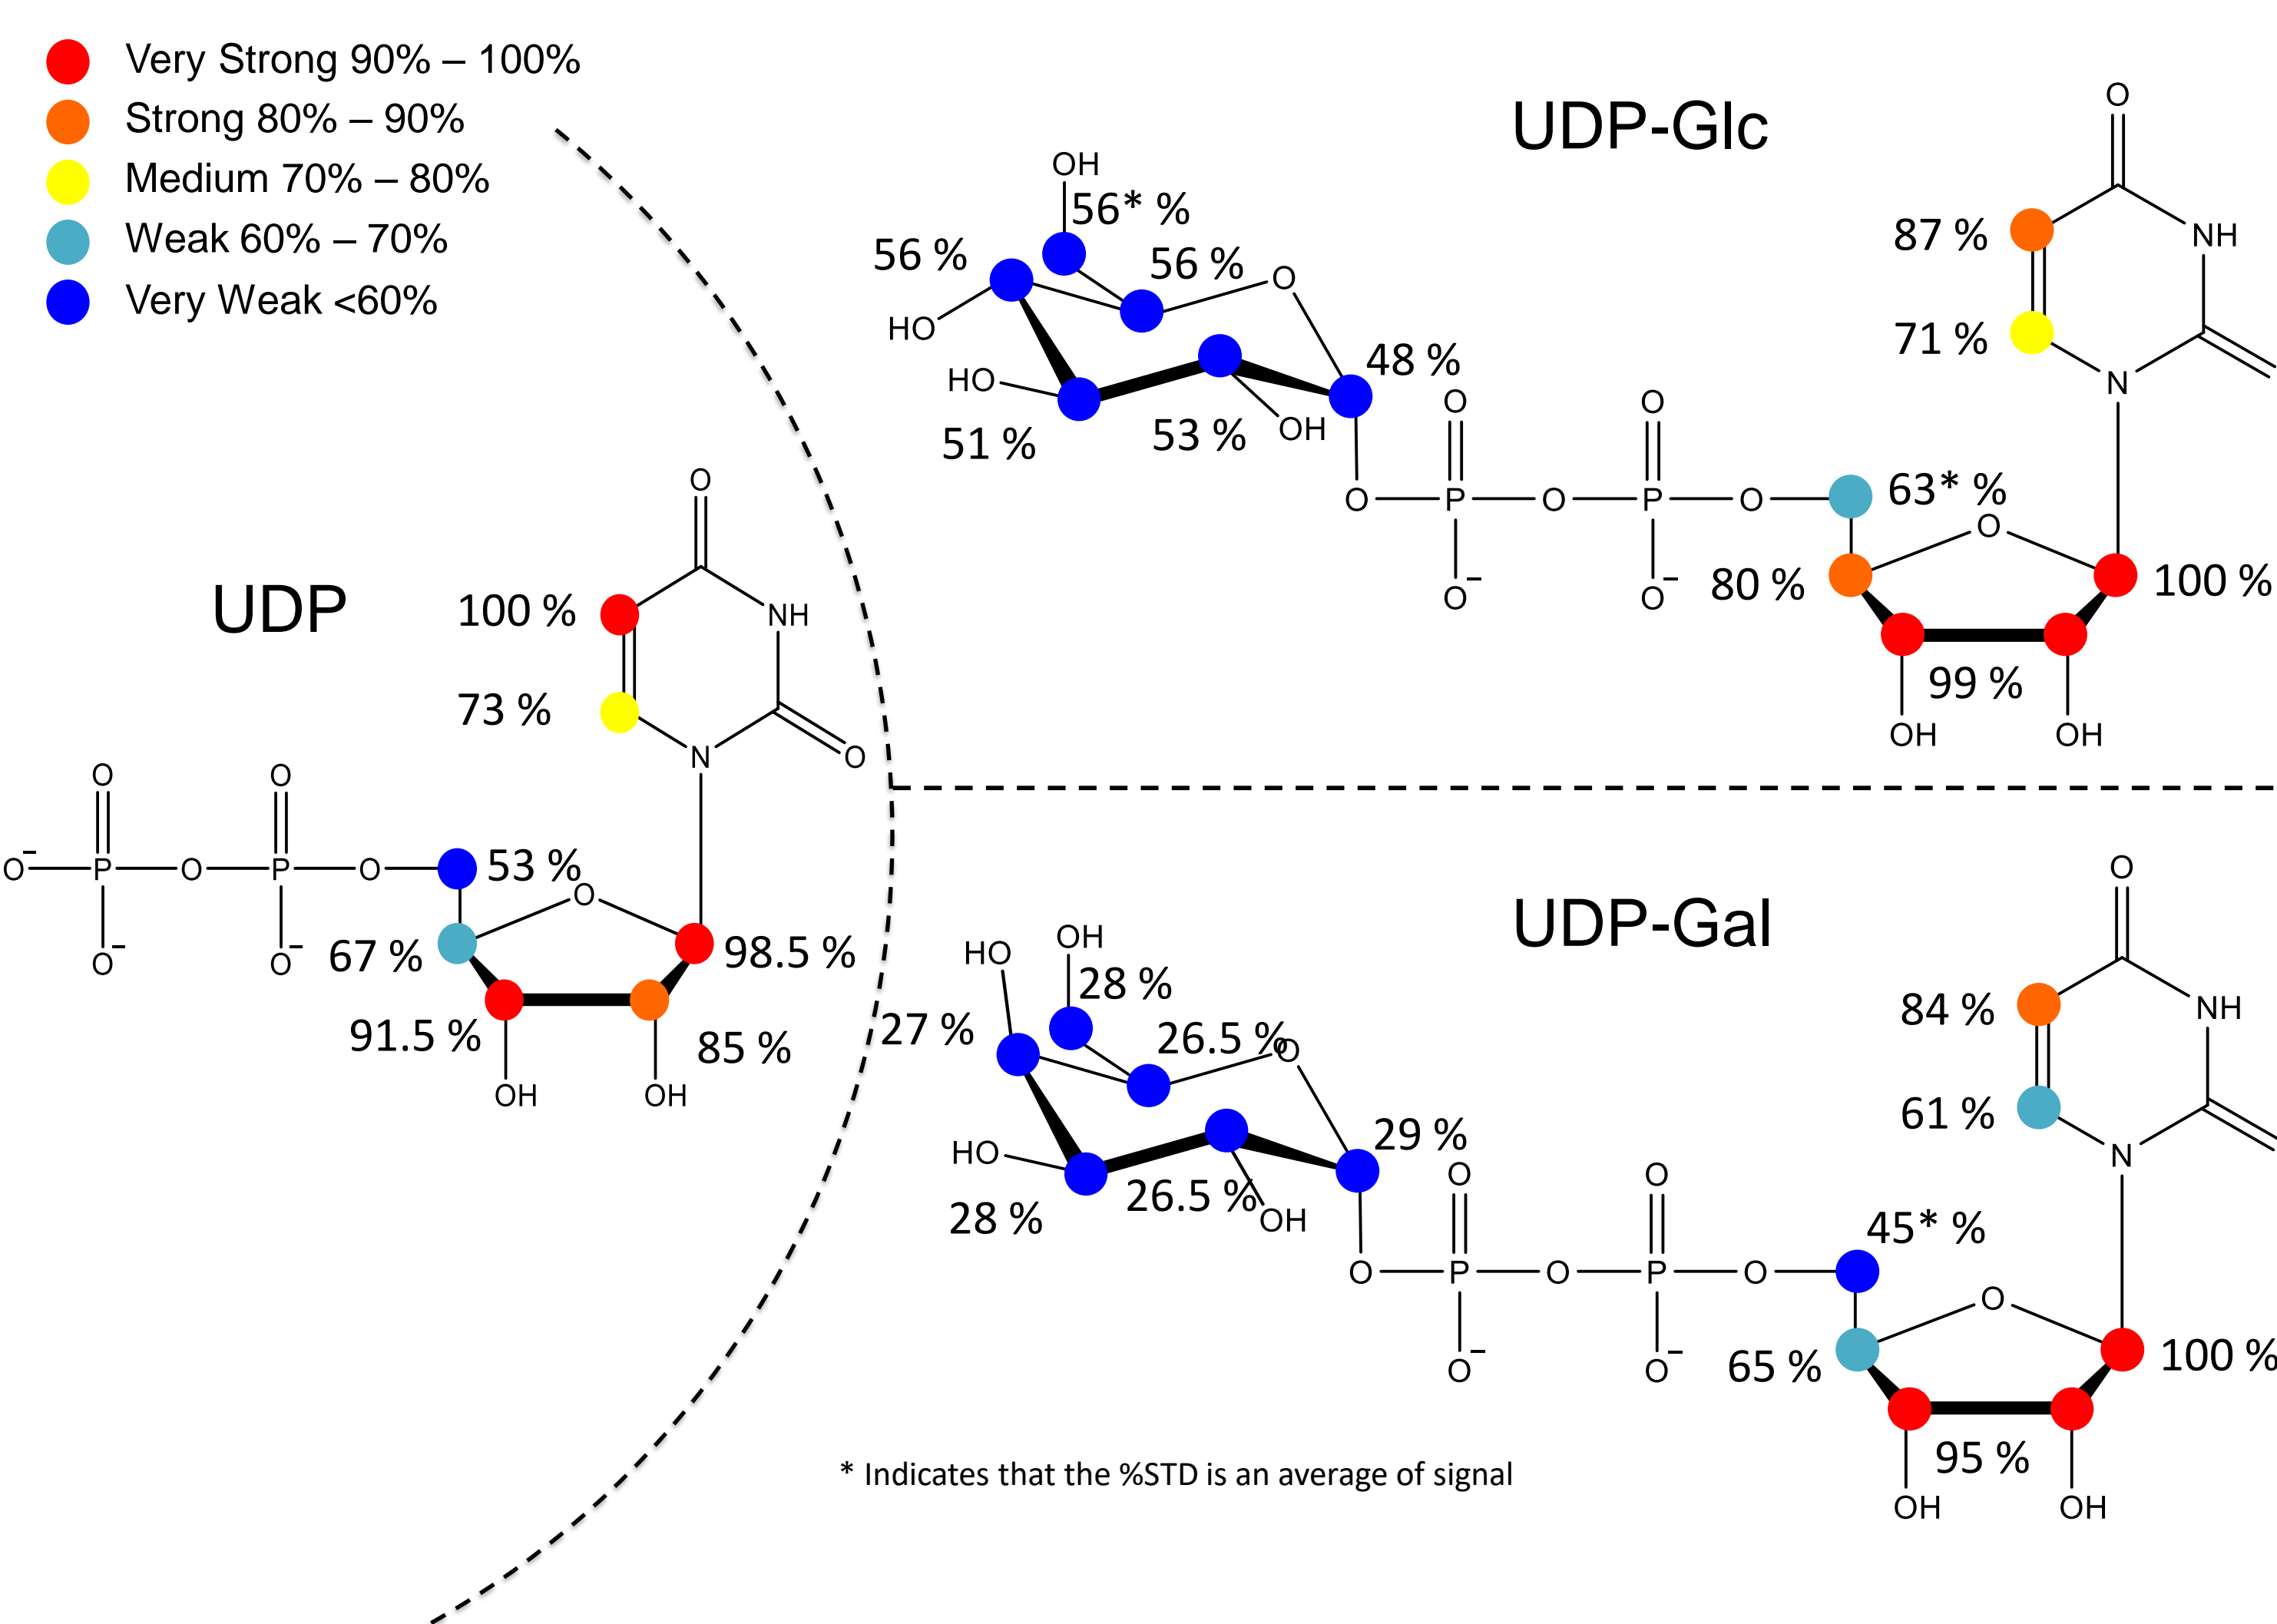 Very Strong 90% – 100%
Strong 80% – 90%
Medium 70% – 80%
Weak 60% – 70%
Very Weak <60%
UDP-Glc
O
OH
56* %
56 %
56 %
O
87 %
NH
HO
71 %
48 %
HO
N
51 %
53 %
OH
O
O
O
P
O
P
O
63* %
O
O−
O−
80 %
100 %
99 %
OH
OH
UDP
O
100 %
NH
73 %
N
O
O
O
O−
P
O
P
O
53 %
O
O−
O−
67 %
98.5 %
91.5 %
85 %
OH
OH
UDP-Gal
O
HO
OH
28 %
27 %
26.5 %
O
84 %
NH
61 %
29 %
HO
N
28 %
26.5 %
OH
O
O
45* %
O
P
O
P
O
O
O−
O−
65 %
100 %
95 %
OH
OH
* Indicates that the %STD is an average of signal